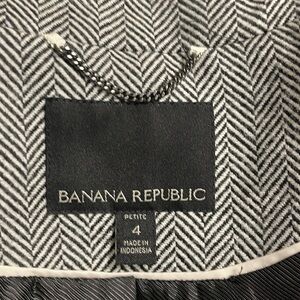 BANANA REPUBLIC
PETITE
4
MADE IN
INDONESIA